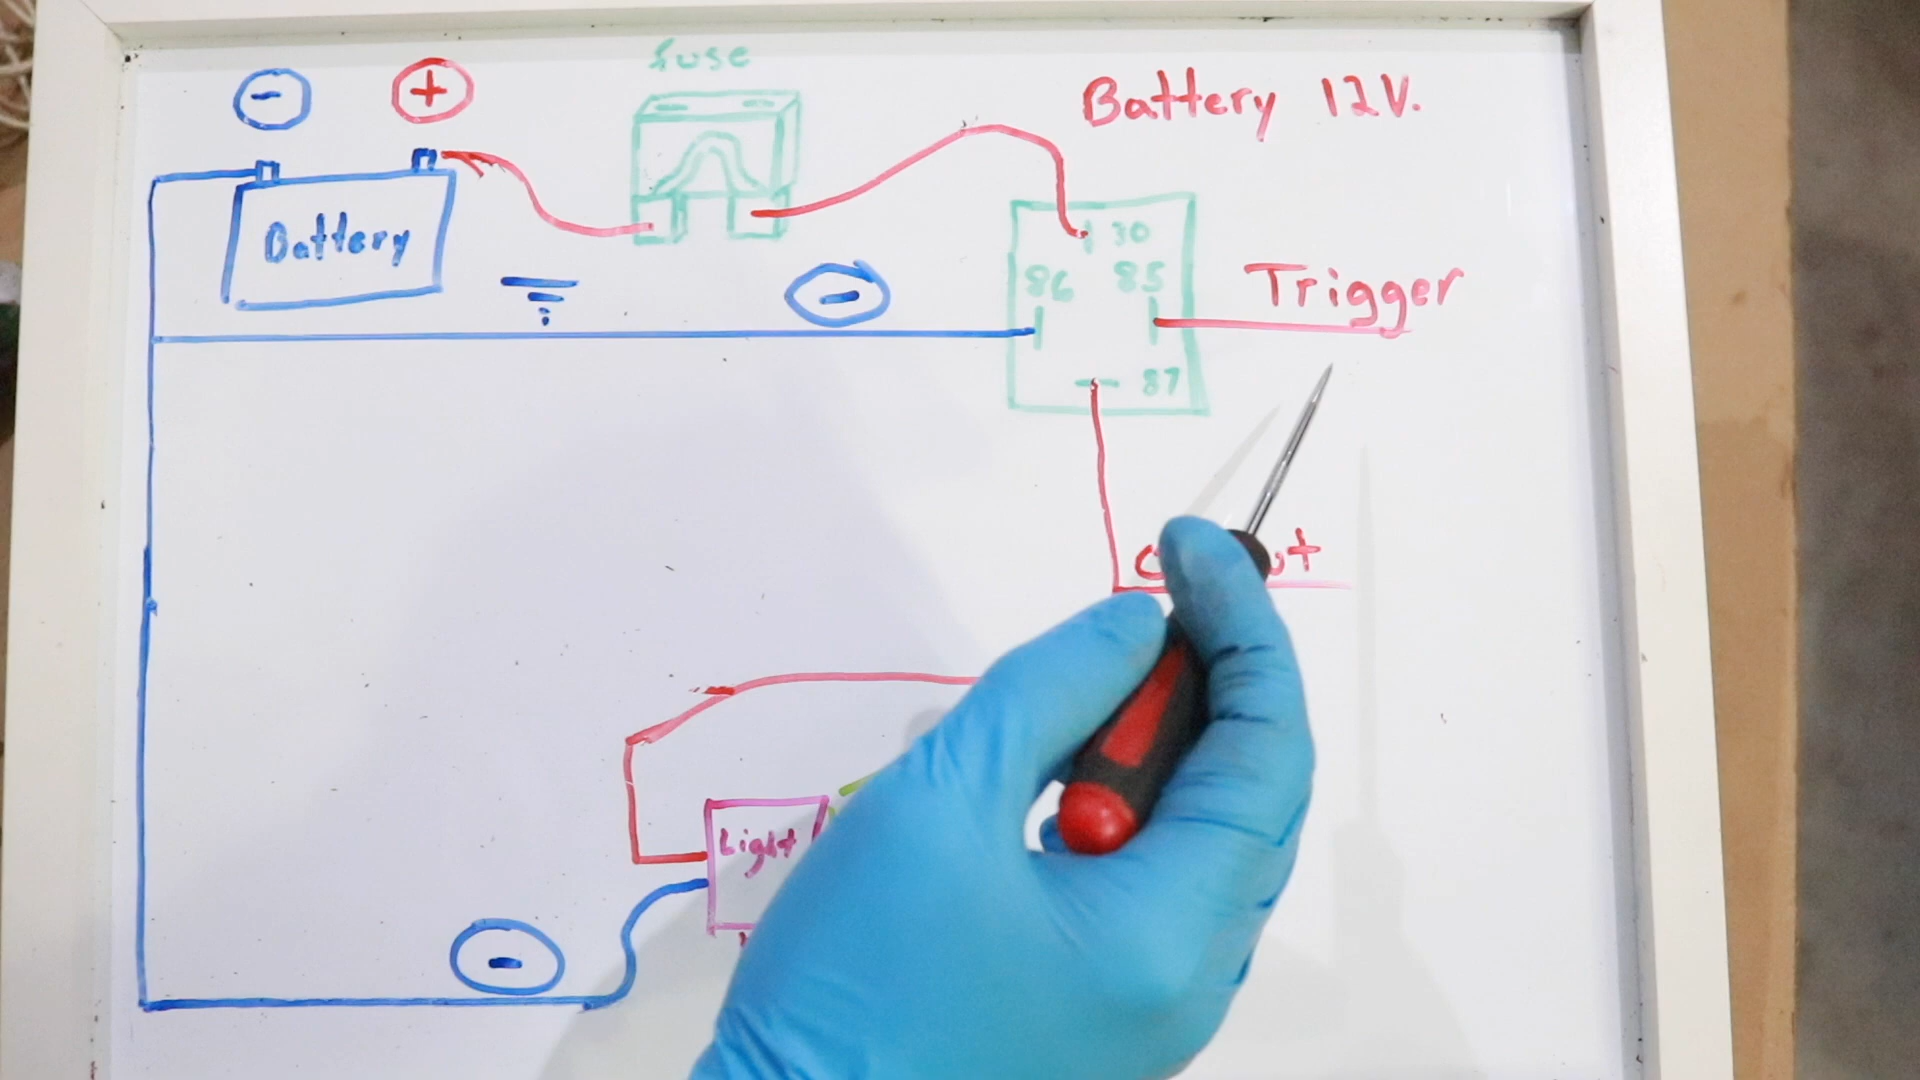 fuse
- +
Battery 12V.
Battery
30
86 85
-
Trigger
87
Light
-